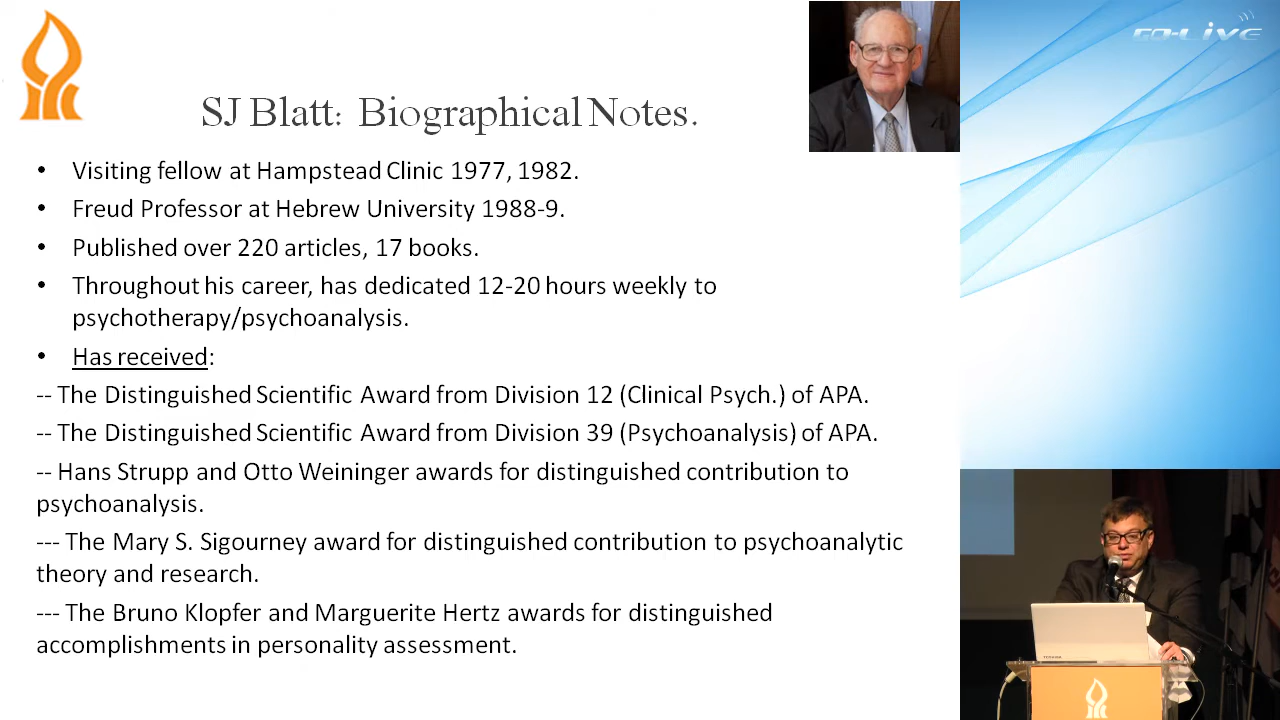 GO-LIVE
SJ Blatt: Biographical Notes.
• Visiting fellow at Hampstead Clinic 1977, 1982.
• Freud Professor at Hebrew University 1988-9.
• Published over 220 articles, 17 books.
• Throughout his career, has dedicated 12-20 hours weekly to
psychotherapy/psychoanalysis.
• Has received:
-- The Distinguished Scientific Award from Division 12 (Clinical Psych.) of APA.
-- The Distinguished Scientific Award from Division 39 (Psychoanalysis) of APA.
-- Hans Strupp and Otto Weininger awards for distinguished contribution to
psychoanalysis.
--- The Mary S. Sigourney award for distinguished contribution to psychoanalytic
theory and research.
--- The Bruno Klopfer and Marguerite Hertz awards for distinguished
accomplishments in personality assessment.
TOSHIBA